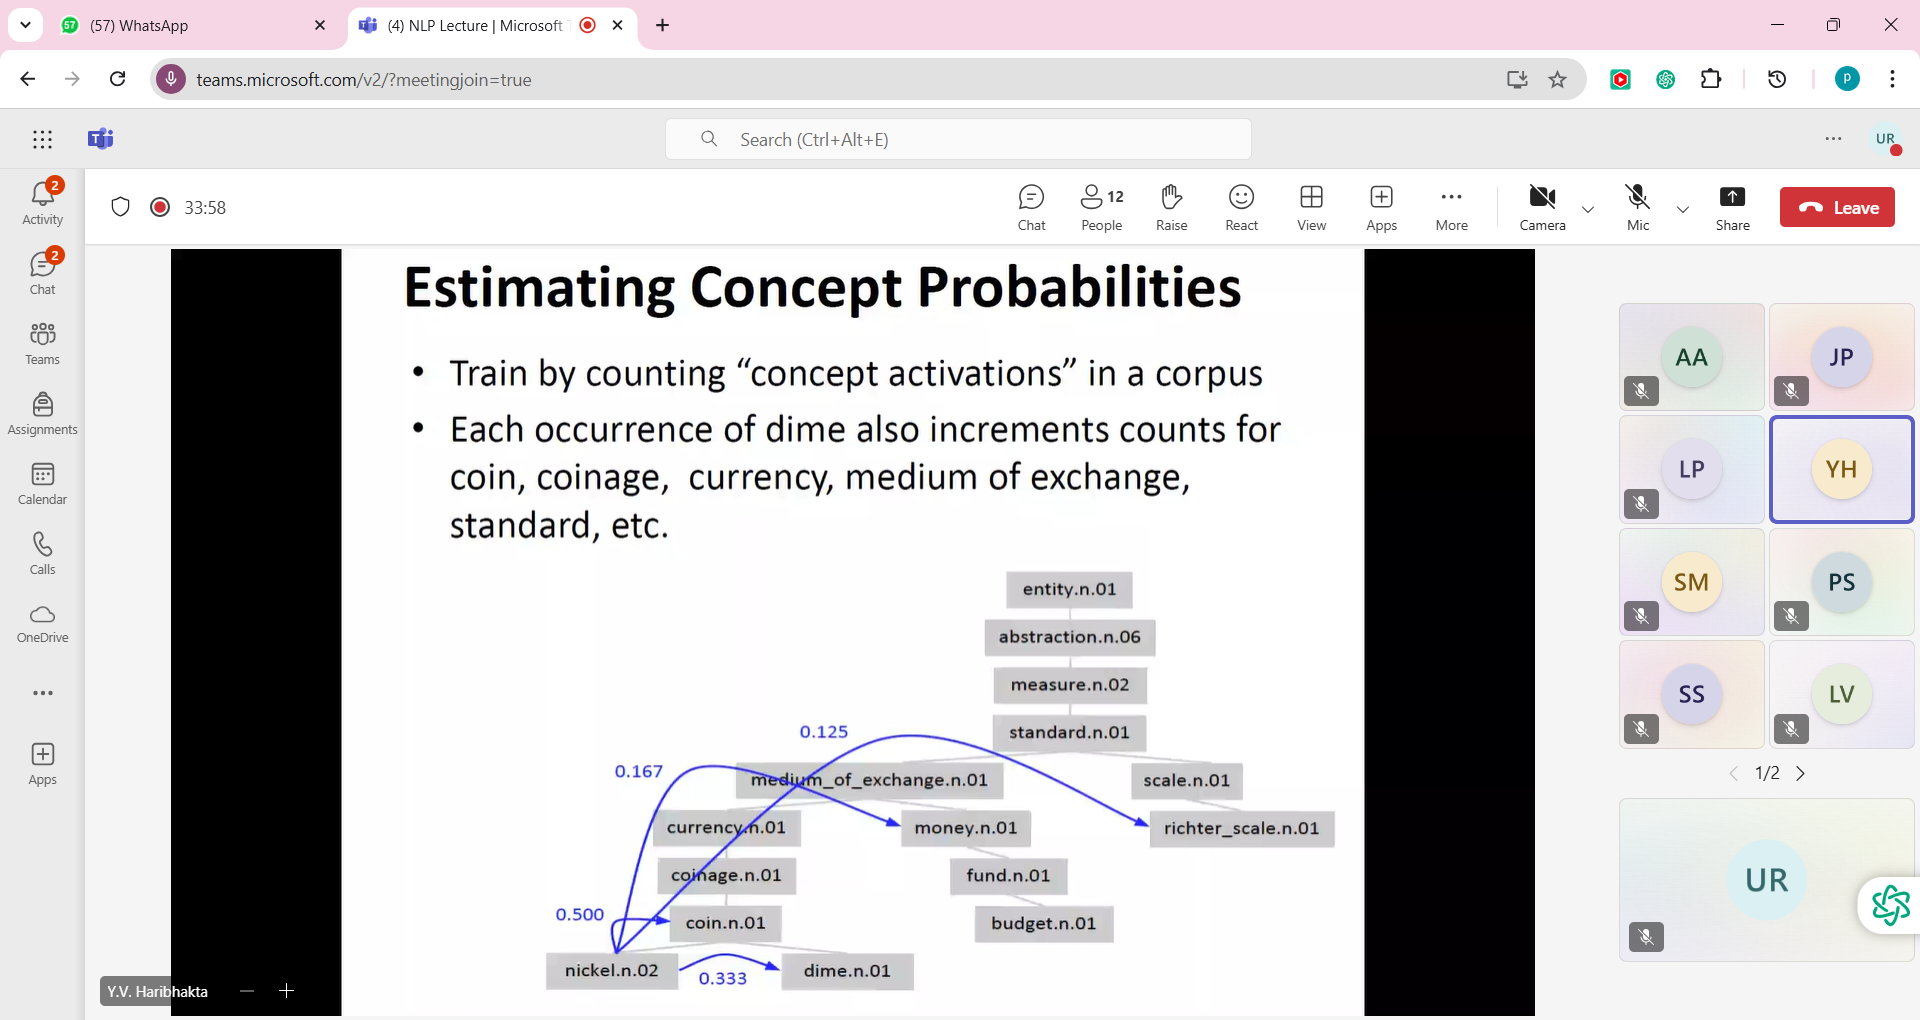 57
(57) WhatsApp
(4) NLP Lecture | Microsoft
teams.microsoft.com/v2/?meetingjoin=true
P
Search (Ctrl+Alt+E)
UR
2
Activity
2
Chat
Teams
Assignments
Calendar
Calls
OneDrive
Apps
33:58
Chat
12
People
Raise
React
View
Apps
More
Camera
Mic
Share
Leave
Estimating Concept Probabilities
• Train by counting “concept activations” in a corpus
• Each occurrence of dime also increments counts for
coin, coinage, currency, medium of exchange,
standard, etc.
entity.n.01
abstraction.n.06
measure.n.02
standard.n.01
0.125
0.167
medium_of_exchange.n.01
scale.n.01
currency.n.01
money.n.01
richter_scale.n.01
coinage.n.01
fund.n.01
0.500
coin.n.01
budget.n.01
nickel.n.02
0.333
dime.n.01
Y.V. Haribhakta
AA
JP
LP
YH
SM
PS
SS
LV
1/2
UR